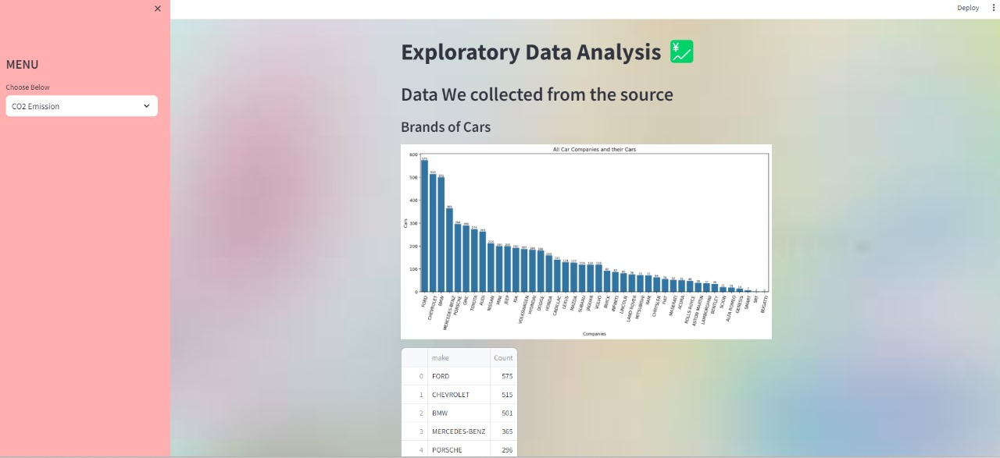 Deploy
MENU
Choose Below
CO2 Emission
Exploratory Data Analysis
Data We collected from the source
Brands of Cars
All Car Companies and their Cars
Cars
600
500
400
300
200
100
0
575
515
501
365
296
FORD
CHEVROLET
BMW
MERCEDES-BENZ
PORSCHE
GMC
TOYOTA
AUDI
NISSAN
MINI
JEEP
KIA
VOLKSWAGEN
HYUNDAI
DODGE
HONDA
CADILLAC
LEXUS
MAZDA
SUBARU
JAGUAR
VOLVO
BUICK
INFINITI
LINCOLN
LAND ROVER
MITSUBISHI
RAM
CHRYSLER
FIAT
MASERATI
ACURA
ROLLS-ROYCE
ASTON MARTIN
LAMBORGHINI
BENTLEY
SCION
ALFA ROMEO
GENESIS
SMART
SRT
BUGATTI
Companies
make Count
0 FORD 575
1 CHEVROLET 515
2 BMW 501
3 MERCEDES-BENZ 365
4 PORSCHE 296